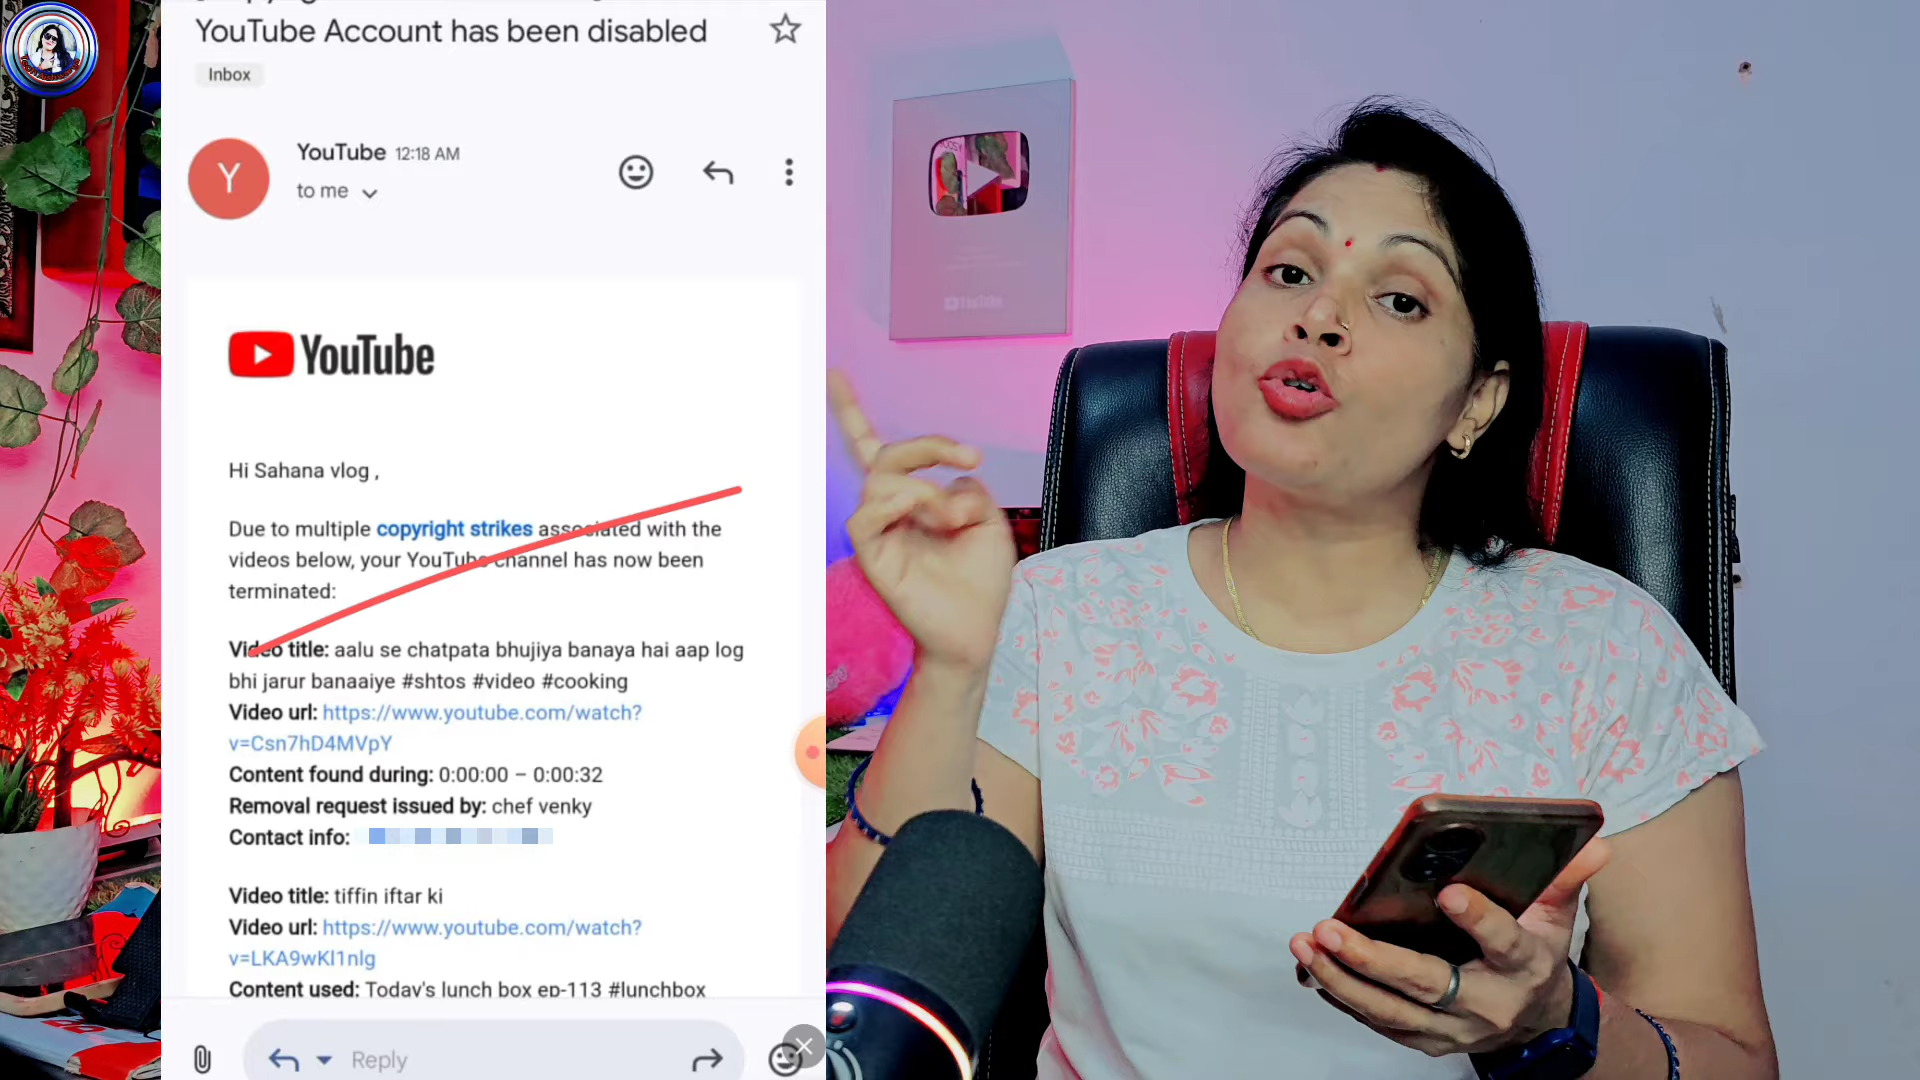 YouTube Account has been disabled
Inbox
Y
YouTube 12:18 AM
to me
YouTube
Hi Sahana vlog ,
Due to multiple copyright strikes associated with the
videos below, your YouTube channel has now been
terminated:
Video title: aalu se chatpata bhujiya banaya hai aap log
bhi jarur banaaiye #shtos #video #cooking
Video url: https://www.youtube.com/watch?
v=Csn7hD4MVpY
Content found during: 0:00:00 – 0:00:32
Removal request issued by: chef venky
Contact info:
Video title: tiffin iftar ki
Video url: https://www.youtube.com/watch?
v=LKA9wKl1nlg
Content used: Today's lunch box ep-113 #lunchbox
Reply
YouTube